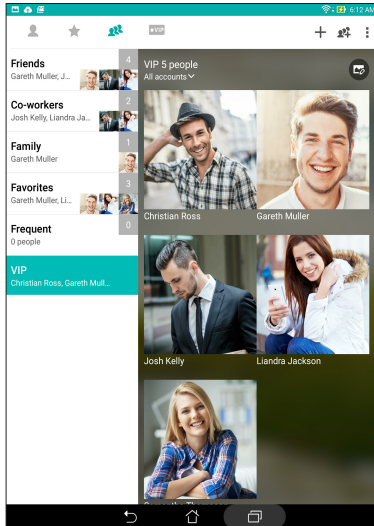 6:12 AM
VIP
Friends
4
Gareth Muller, J...
Co-workers
2
Josh Kelly, Liandra Ja...
Family
1
Gareth Muller
Favorites
3
Gareth Muller, Li...
Frequent
0
0 people
VIP
Christian Ross, Gareth Mull...
VIP 5 people
All accounts
Christian Ross
Gareth Muller
Josh Kelly
Liandra Jackson